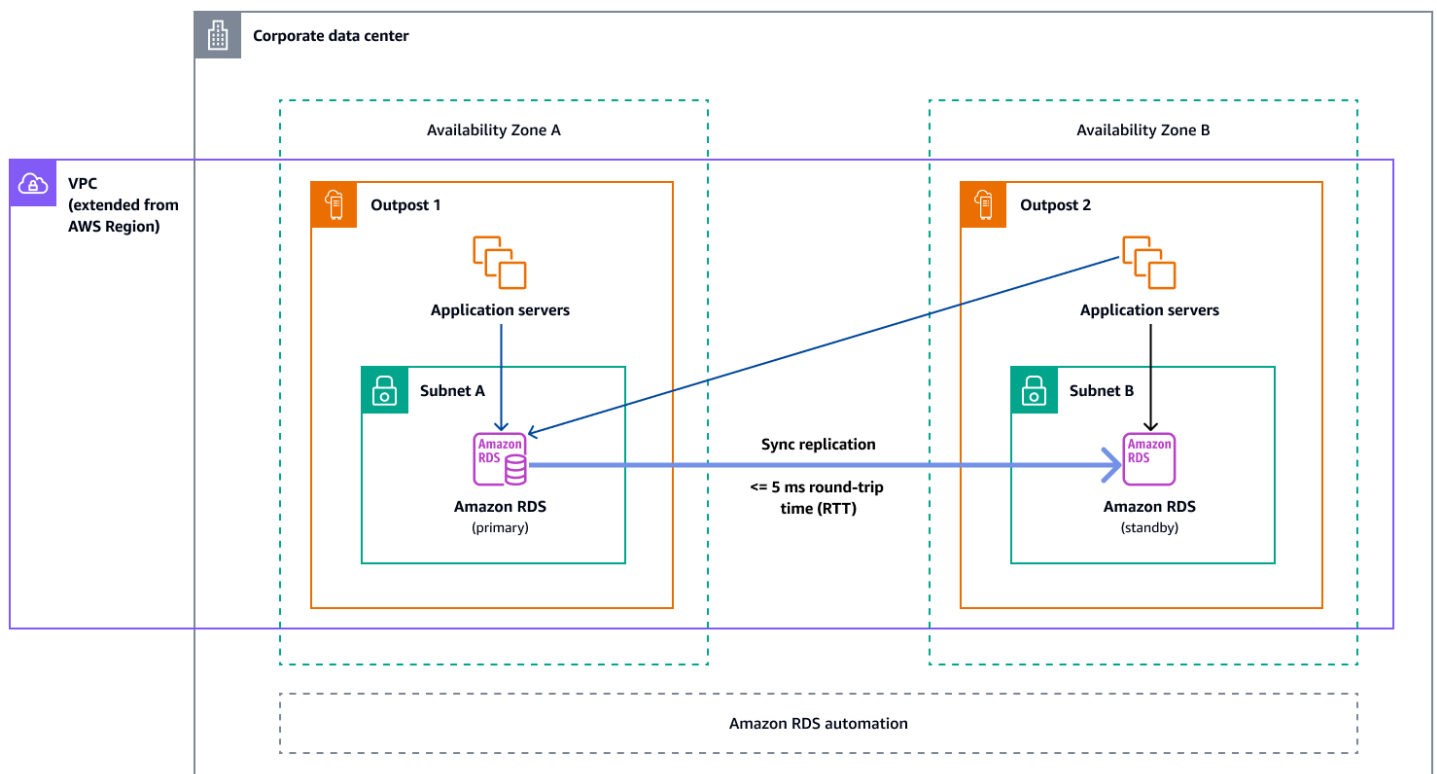 Corporate data center
Availability Zone A
Availability Zone B
VPC
(extended from
AWS Region)
Outpost 1
Outpost 2
Application servers
Application servers
Subnet A
Subnet B
Amazon
RDS
Sync replication
Amazon
RDS
<= 5 ms round-trip
time (RTT)
Amazon RDS
(primary)
Amazon RDS
(standby)
Amazon RDS automation